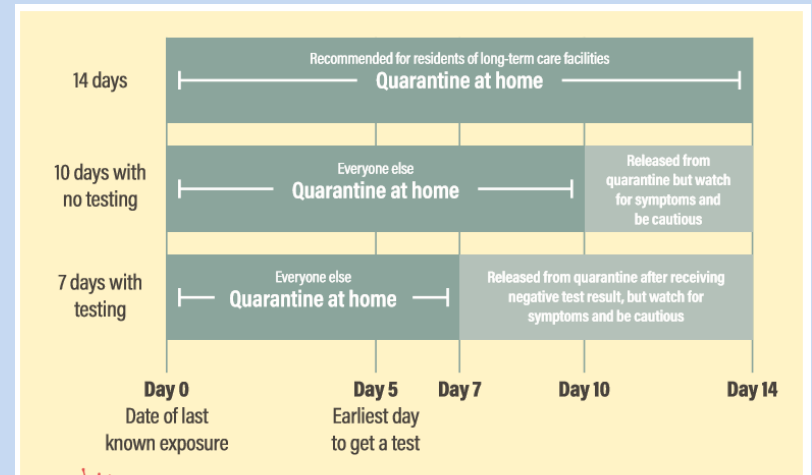 14 days
Recommended for residents of long-term care facilities
Quarantine at home
10 days with
no testing
Everyone else
Quarantine at home
Released from
quarantine but watch
for symptoms and
be cautious
7 days with
testing
Everyone else
Quarantine at home
Released from quarantine after receiving
negative test result, but watch for
symptoms and be cautious
Day 0
Date of last
known exposure
Day 5
Earliest day
to get a test
Day 7
Day 10
Day 14